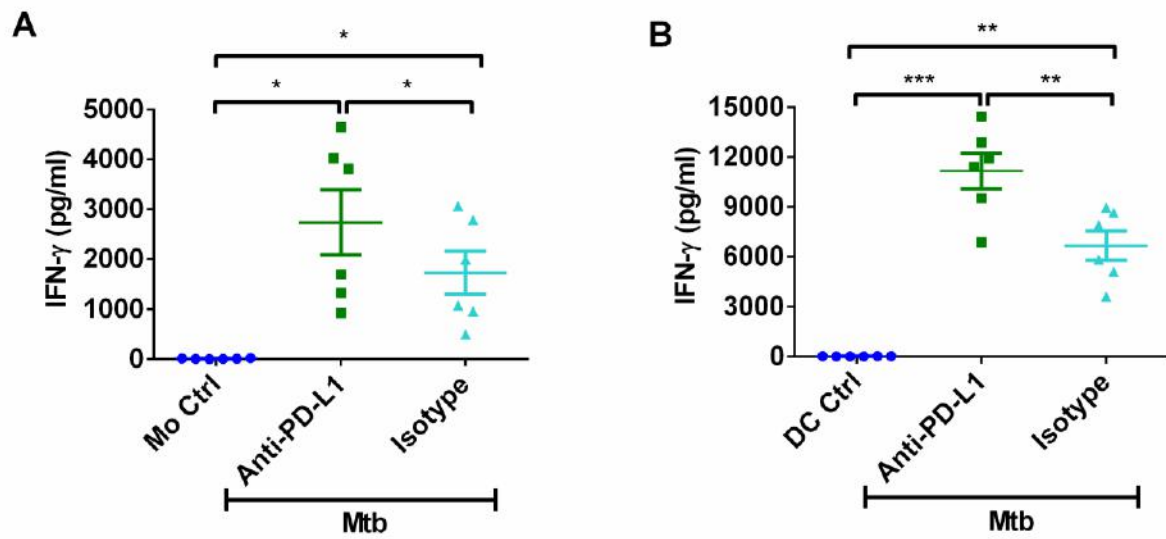 A
*
*
*
IFN-γ (pg/ml)
5000
4000
3000
2000
1000
0
Mo Ctrl
Anti-PD-L1
Isotype
Mtb
B
**
***
**
IFN-γ (pg/ml)
15000
12000
9000
6000
3000
0
DC Ctrl
Anti-PD-L1
Isotype
Mtb